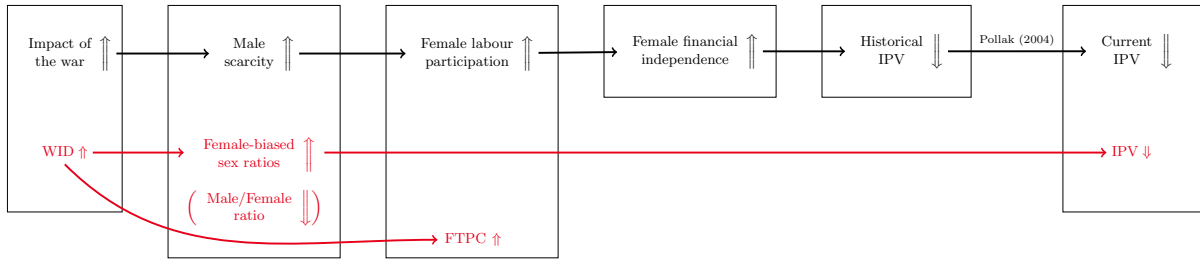 Impact of
the war ⇑
Male
scarcity ⇑
Female labour
participation ⇑
Female financial
independence ⇑
Historical
IPV ⇓
Pollak (2004)
Current
IPV ⇓
WID ⇑
Female-biased
sex ratios ⇑
IPV ⇓
( Male/Female
ratio ⇓ )
FTPC ⇑